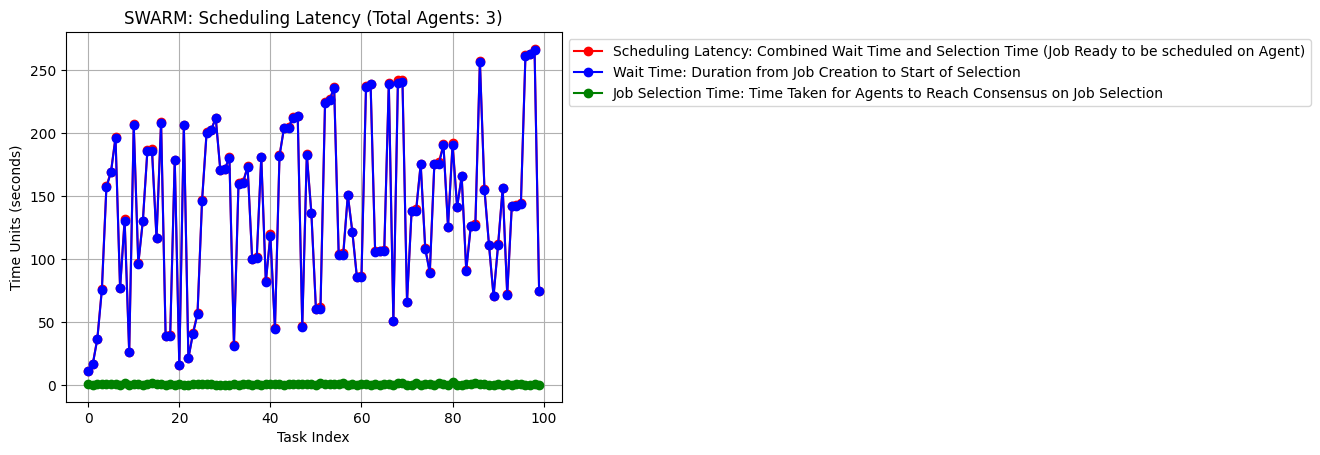 SWARM: Scheduling Latency (Total Agents: 3)
Scheduling Latency: Combined Wait Time and Selection Time (Job Ready to be scheduled on Agent)
Wait Time: Duration from Job Creation to Start of Selection
Job Selection Time: Time Taken for Agents to Reach Consensus on Job Selection
Time Units (seconds)
250
200
150
100
50
0
0 20 40 60 80 100
Task Index